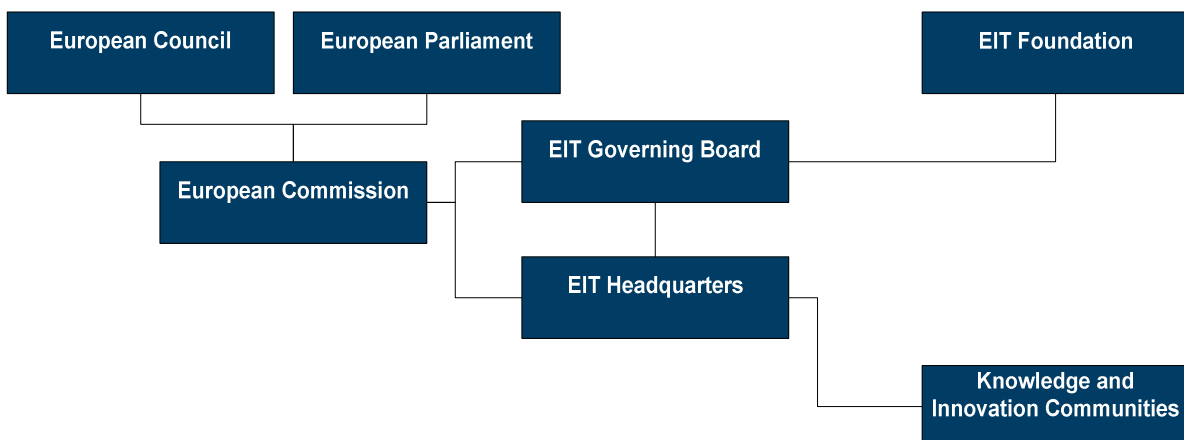 European Council
European Parliament
EIT Foundation
EIT Governing Board
European Commission
EIT Headquarters
Knowledge and
Innovation Communities